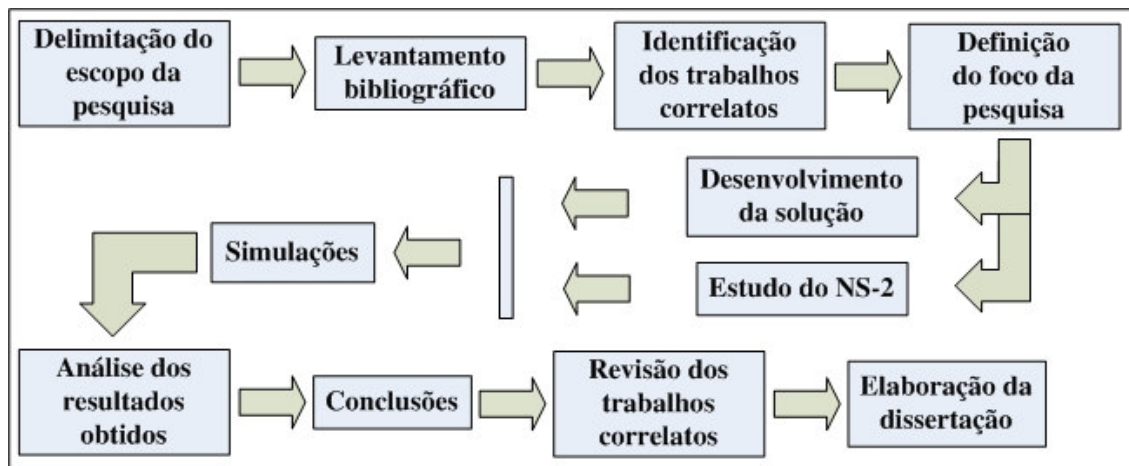 Delimitação do
escopo da
pesquisa
Levantamento
bibliográfico
Identificação
dos trabalhos
correlatos
Definição
do foco da
pesquisa
Desenvolvimento
da solução
Estudo do NS-2
Simulações
Análise dos
resultados
obtidos
Conclusões
Revisão dos
trabalhos
correlatos
Elaboração da
dissertação